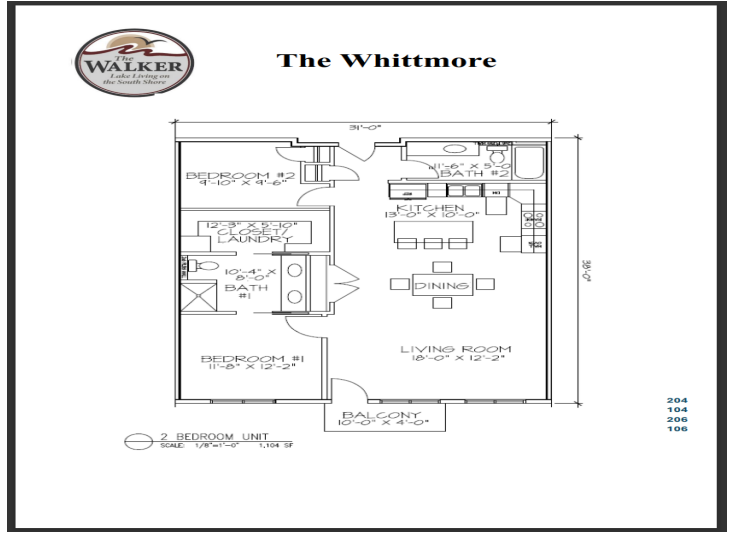 The
WALKER
Lake Living on
the South Shore
The Whittmore
31'-0"
BEDROOM #2
9'-10" X 9'-6"
11'-6" X 5'-0
BATH #2
KITCHEN
13'-0" X 10'-0"
12'-3" X 5'-10"
CLOSET/
LAUNDRY
10'-4" X
8'-0"
BATH
#1
DINING
38'-0"
LIVING ROOM
18'-0" X 12'-2"
BEDROOM #1
11'-8" X 12'-2"
BALCONY
10'-0" X 4'-0"
204
104
206
106
2 BEDROOM UNIT
SCALE: 1/8"=1'-0" 1,104 SF